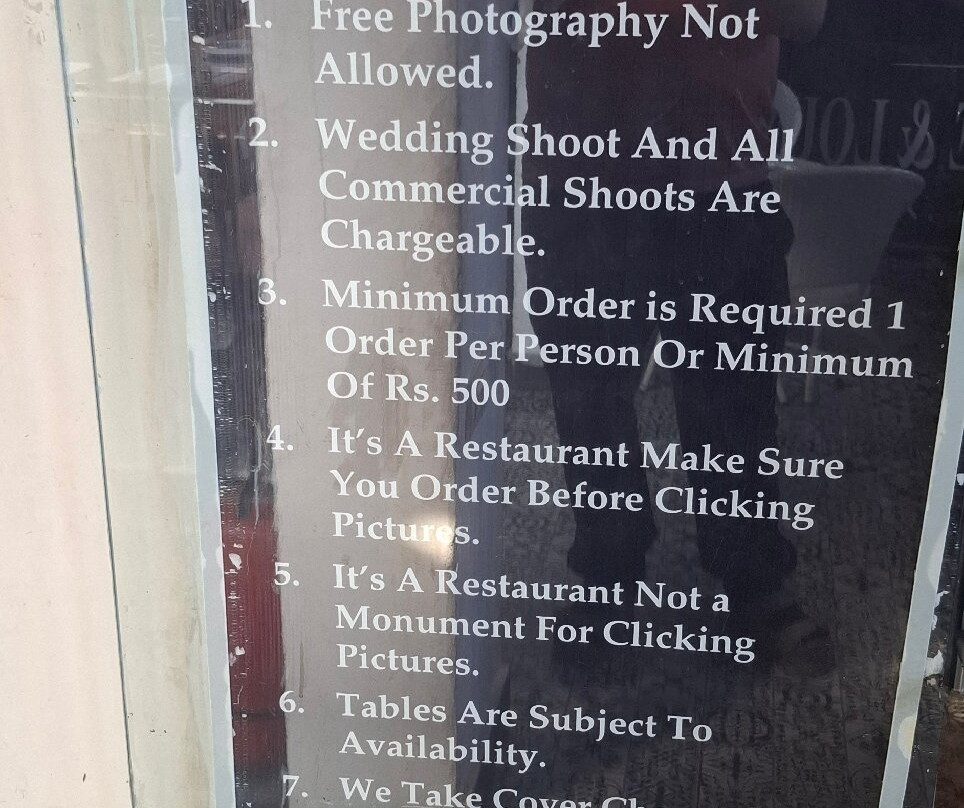 1. Free Photography Not
Allowed.
2. Wedding Shoot And All
Commercial Shoots Are
Chargeable.
3. Minimum Order is Required 1
Order Per Person Or Minimum
Of Rs. 500
4. It's A Restaurant Make Sure
You Order Before Clicking
Pictures.
5. It's A Restaurant Not a
Monument For Clicking
Pictures.
6. Tables Are Subject To
Availability.
7. We Take Cover